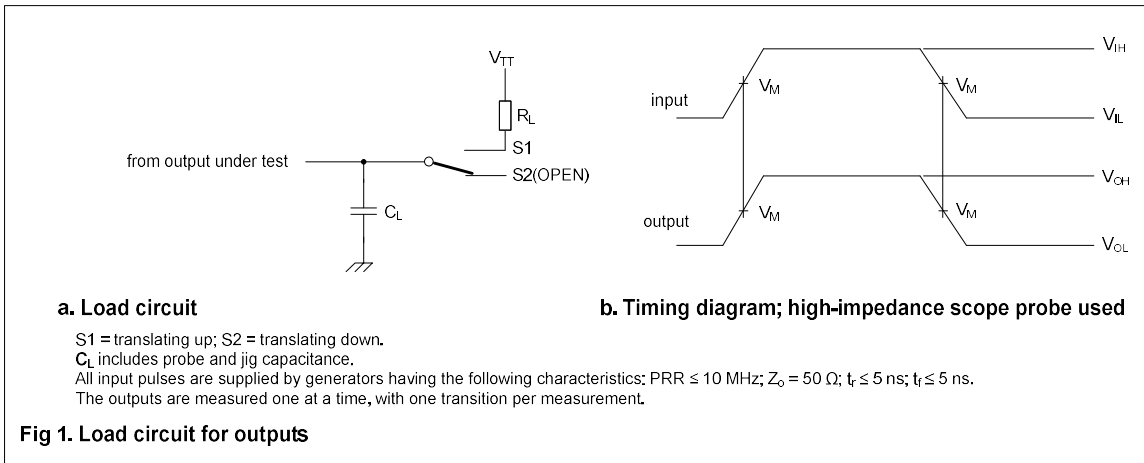 V_TT
R_L
S1
S2(OPEN)
from output under test
C_L
input
V_M
V_M
V_IH
V_IL
output
V_M
V_M
V_OH
V_OL
a. Load circuit
b. Timing diagram; high-impedance scope probe used
S1 = translating up; S2 = translating down.
C_L includes probe and jig capacitance.
All input pulses are supplied by generators having the following characteristics: PRR ≤ 10 MHz; Z_o = 50 Ω; t_r ≤ 5 ns; t_f ≤ 5 ns.
The outputs are measured one at a time, with one transition per measurement.
Fig 1. Load circuit for outputs